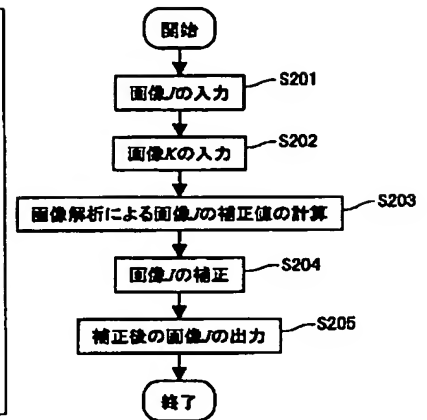 開始
画像Jの入力
S201
画像Kの入力
S202
画像解析による画像Jの補正値の計算
S203
画像Jの補正
S204
補正後の画像Jの出力
S205
終了